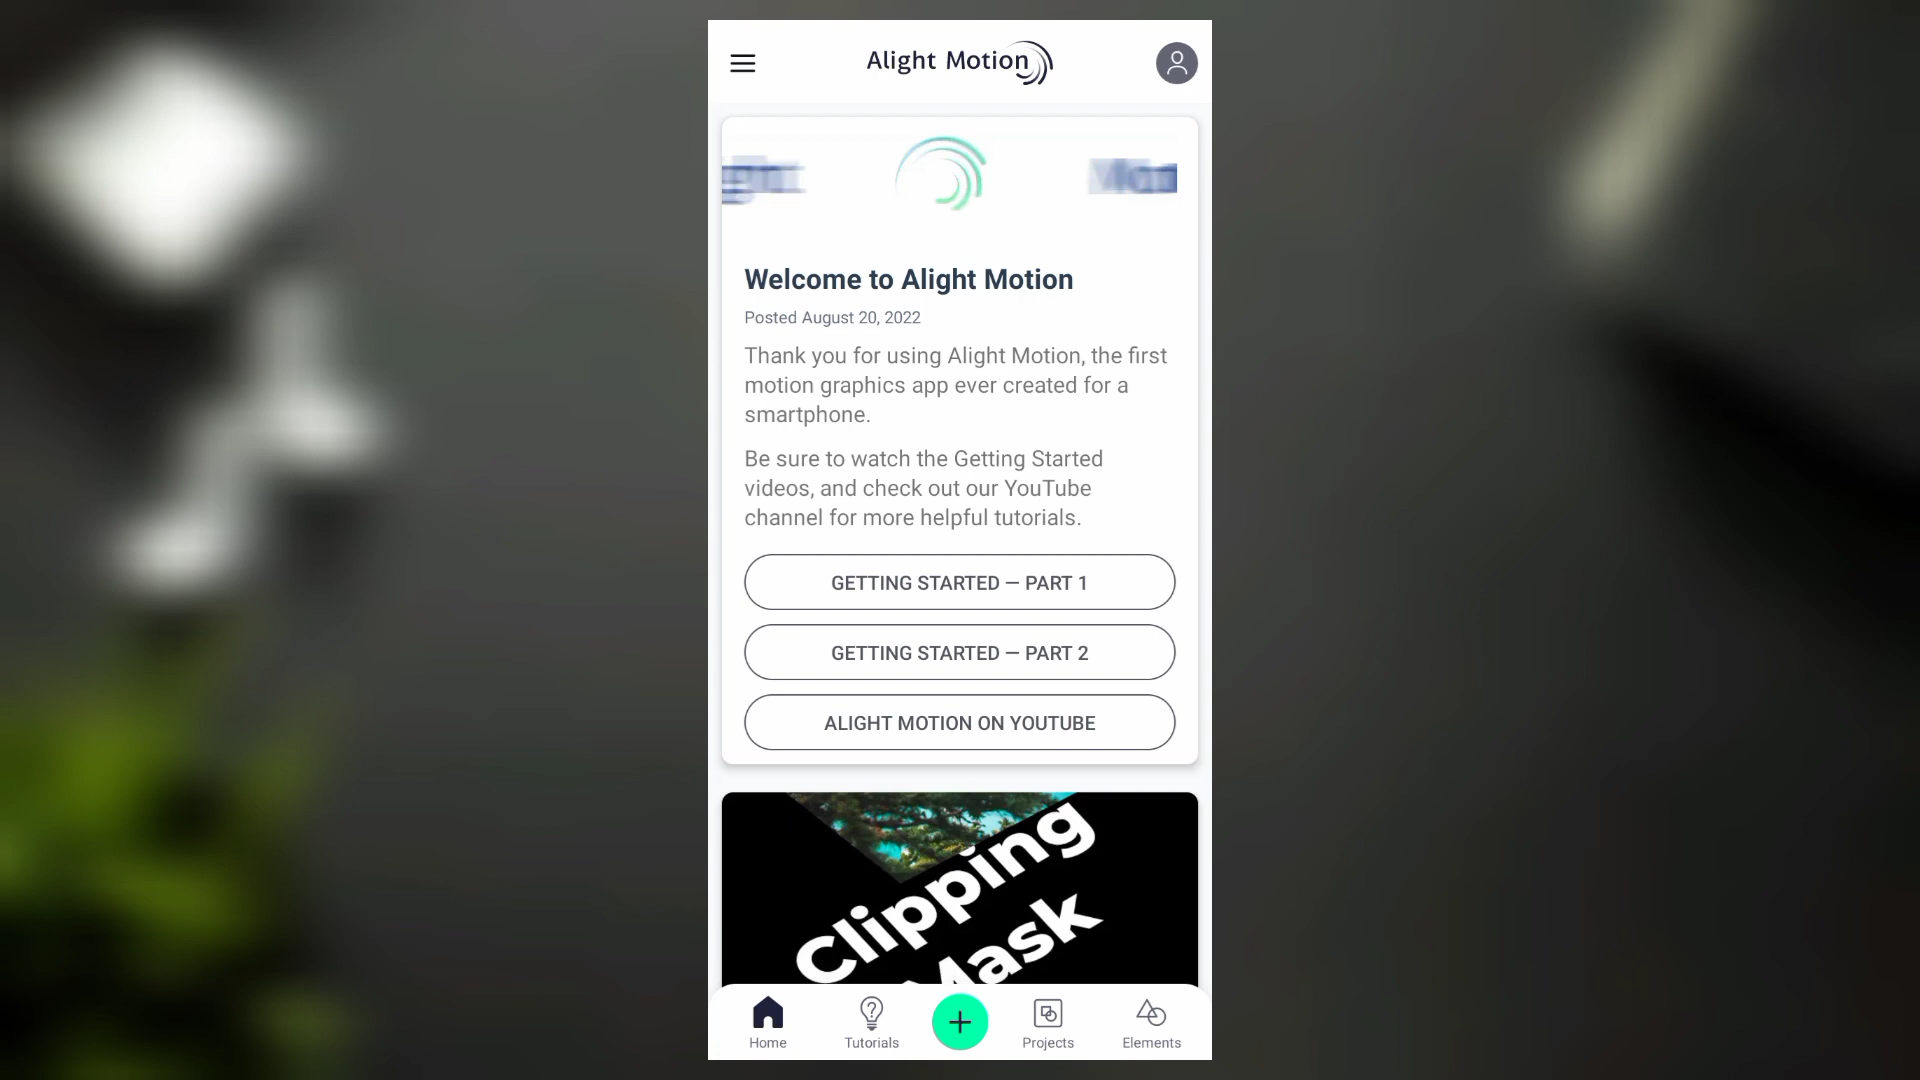 Alight Motion
Welcome to Alight Motion
Posted August 20, 2022
Thank you for using Alight Motion, the first
motion graphics app ever created for a
smartphone.
Be sure to watch the Getting Started
videos, and check out our YouTube
channel for more helpful tutorials.
GETTING STARTED — PART 1
GETTING STARTED — PART 2
ALIGHT MOTION ON YOUTUBE
Clipping
Mask
Home
Tutorials
Projects
Elements